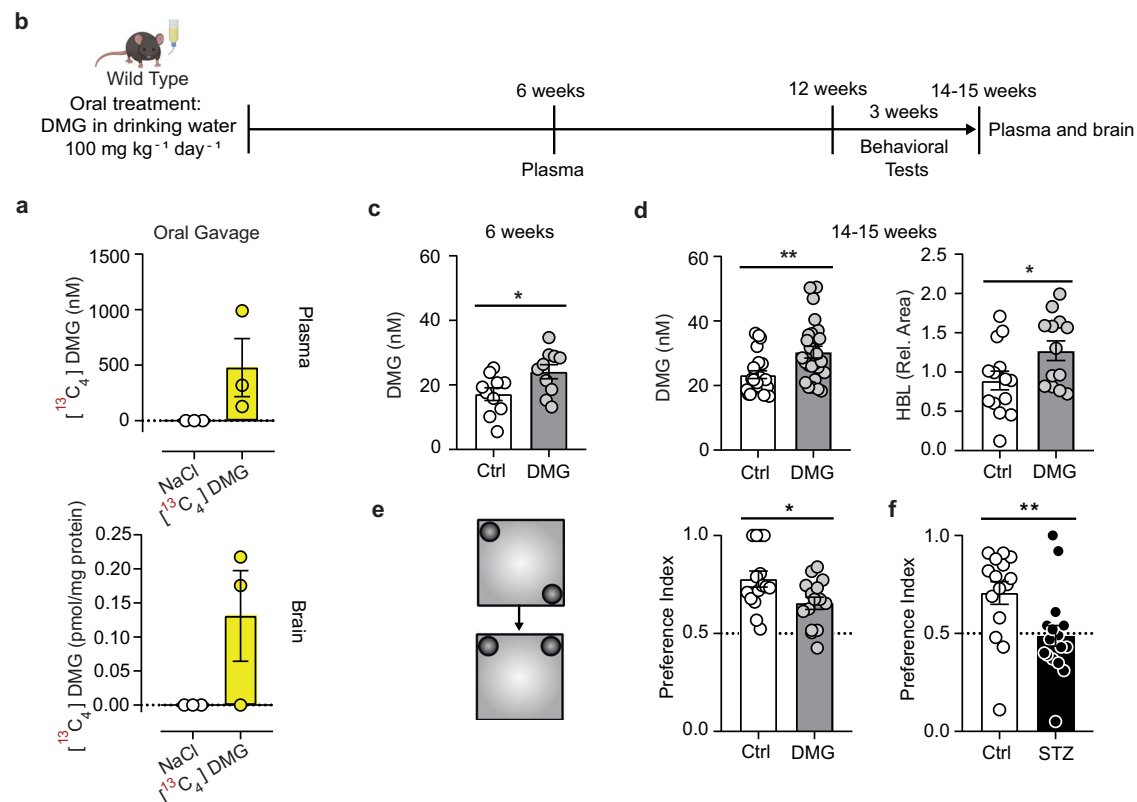 b
Wild Type
Oral treatment:
DMG in drinking water
100 mg kg⁻¹ day⁻¹
6 weeks
Plasma
12 weeks
3 weeks
Behavioral
Tests
14-15 weeks
Plasma and brain
a
Oral Gavage
[¹³C₄] DMG (nM)
1500
1000
500
0
Plasma
NaCl
[¹³C₄] DMG
[¹³C₄] DMG (pmol/mg protein)
0.25
0.20
0.15
0.10
0.05
0.00
Brain
NaCl
[¹³C₄] DMG
c
6 weeks
DMG (nM)
60
40
20
0
*
Ctrl
DMG
d
14-15 weeks
DMG (nM)
60
40
20
0
**
Ctrl
DMG
HBL (Rel. Area)
2.5
2.0
1.5
1.0
0.5
0.0
*
Ctrl
DMG
e
Preference Index
1.0
0.5
0.0
*
Ctrl
DMG
f
Preference Index
1.0
0.5
0.0
**
Ctrl
STZ